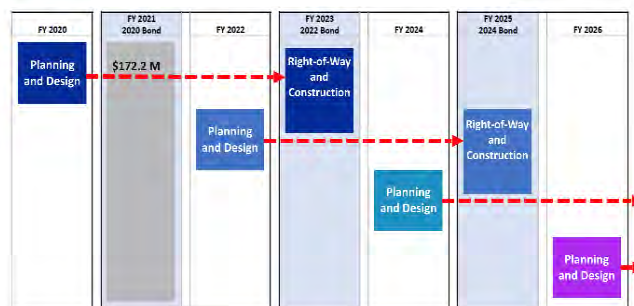 FY 2020
FY 2021
2020 Bond
FY 2022
FY 2023
2022 Bond
FY 2024
FY 2025
2024 Bond
FY 2026
Planning
and Design
$172.2 M
Right-of-Way
and
Construction
Planning
and Design
Right-of-Way
and
Construction
Planning
and Design
Planning
and Design